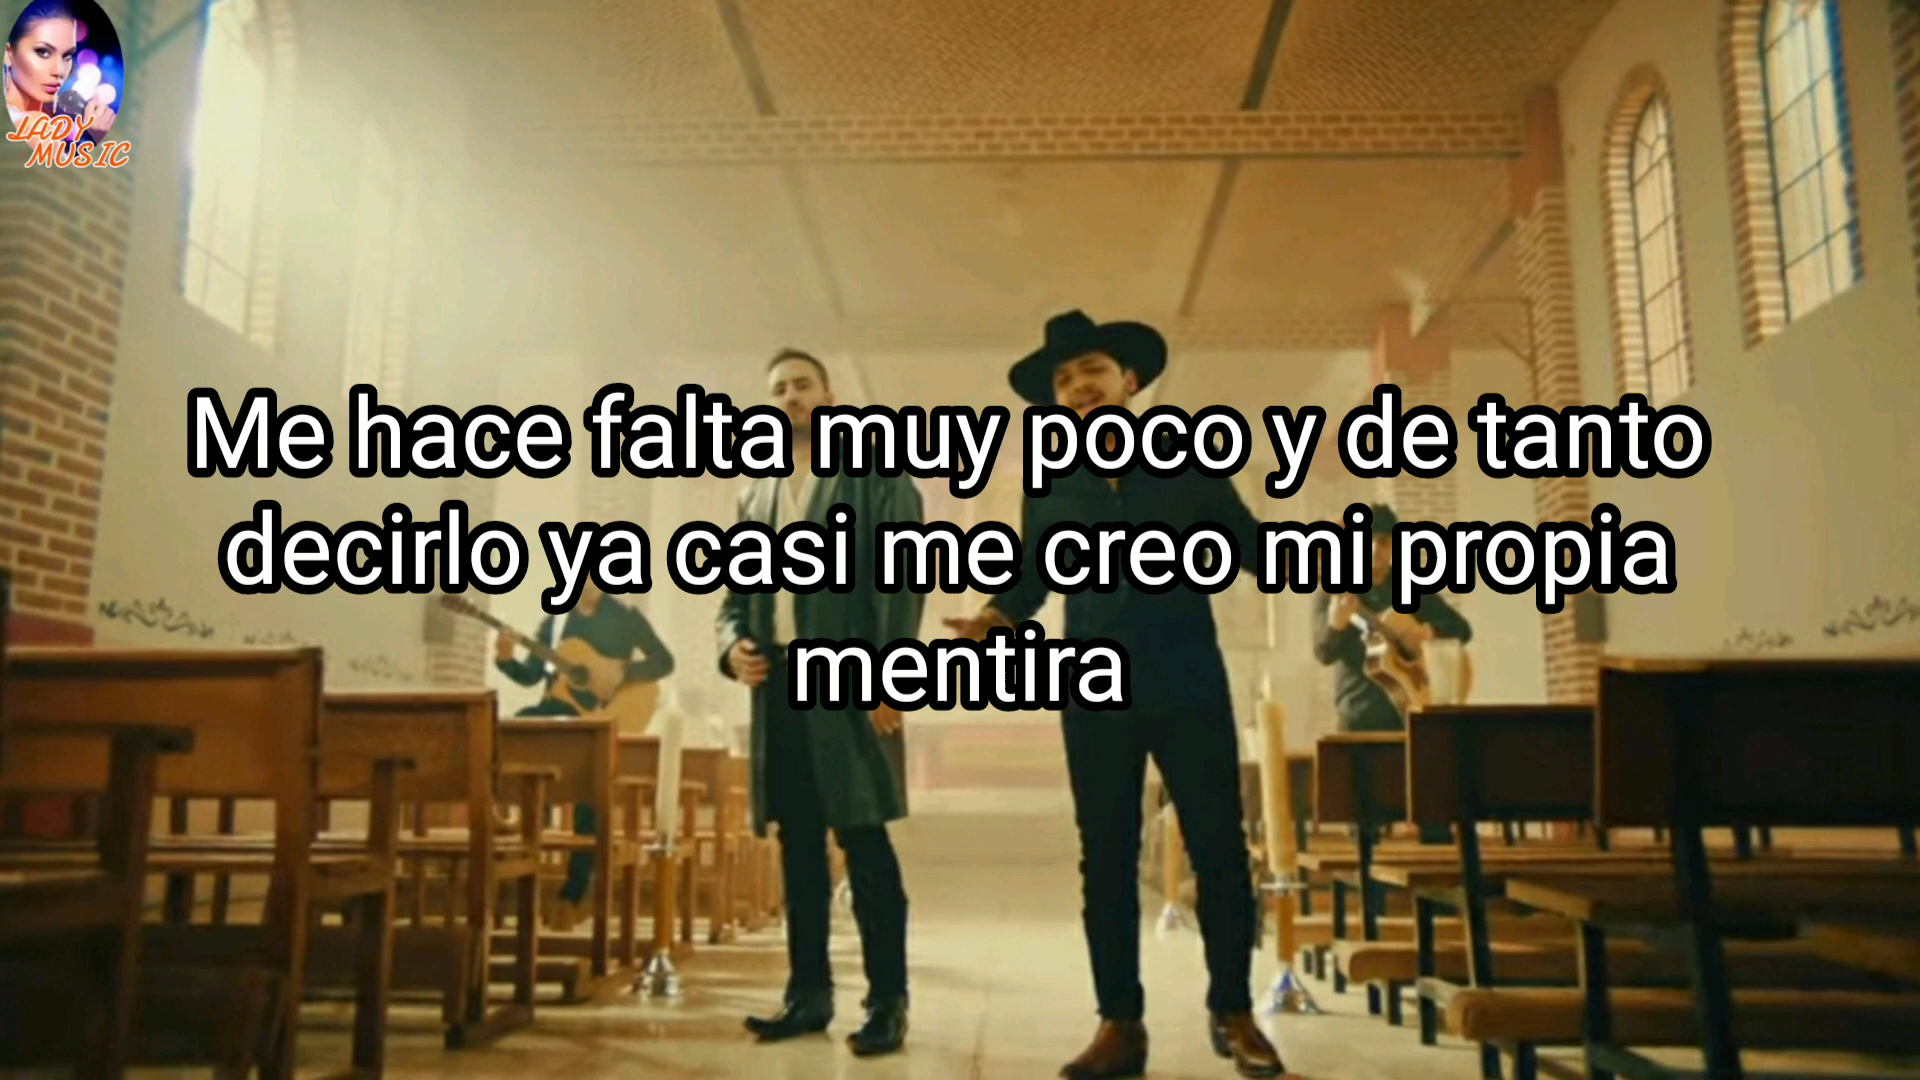 LADY
MUSIC
Me hace falta muy poco y de tanto
decirlo ya casi me creo mi propia
mentira